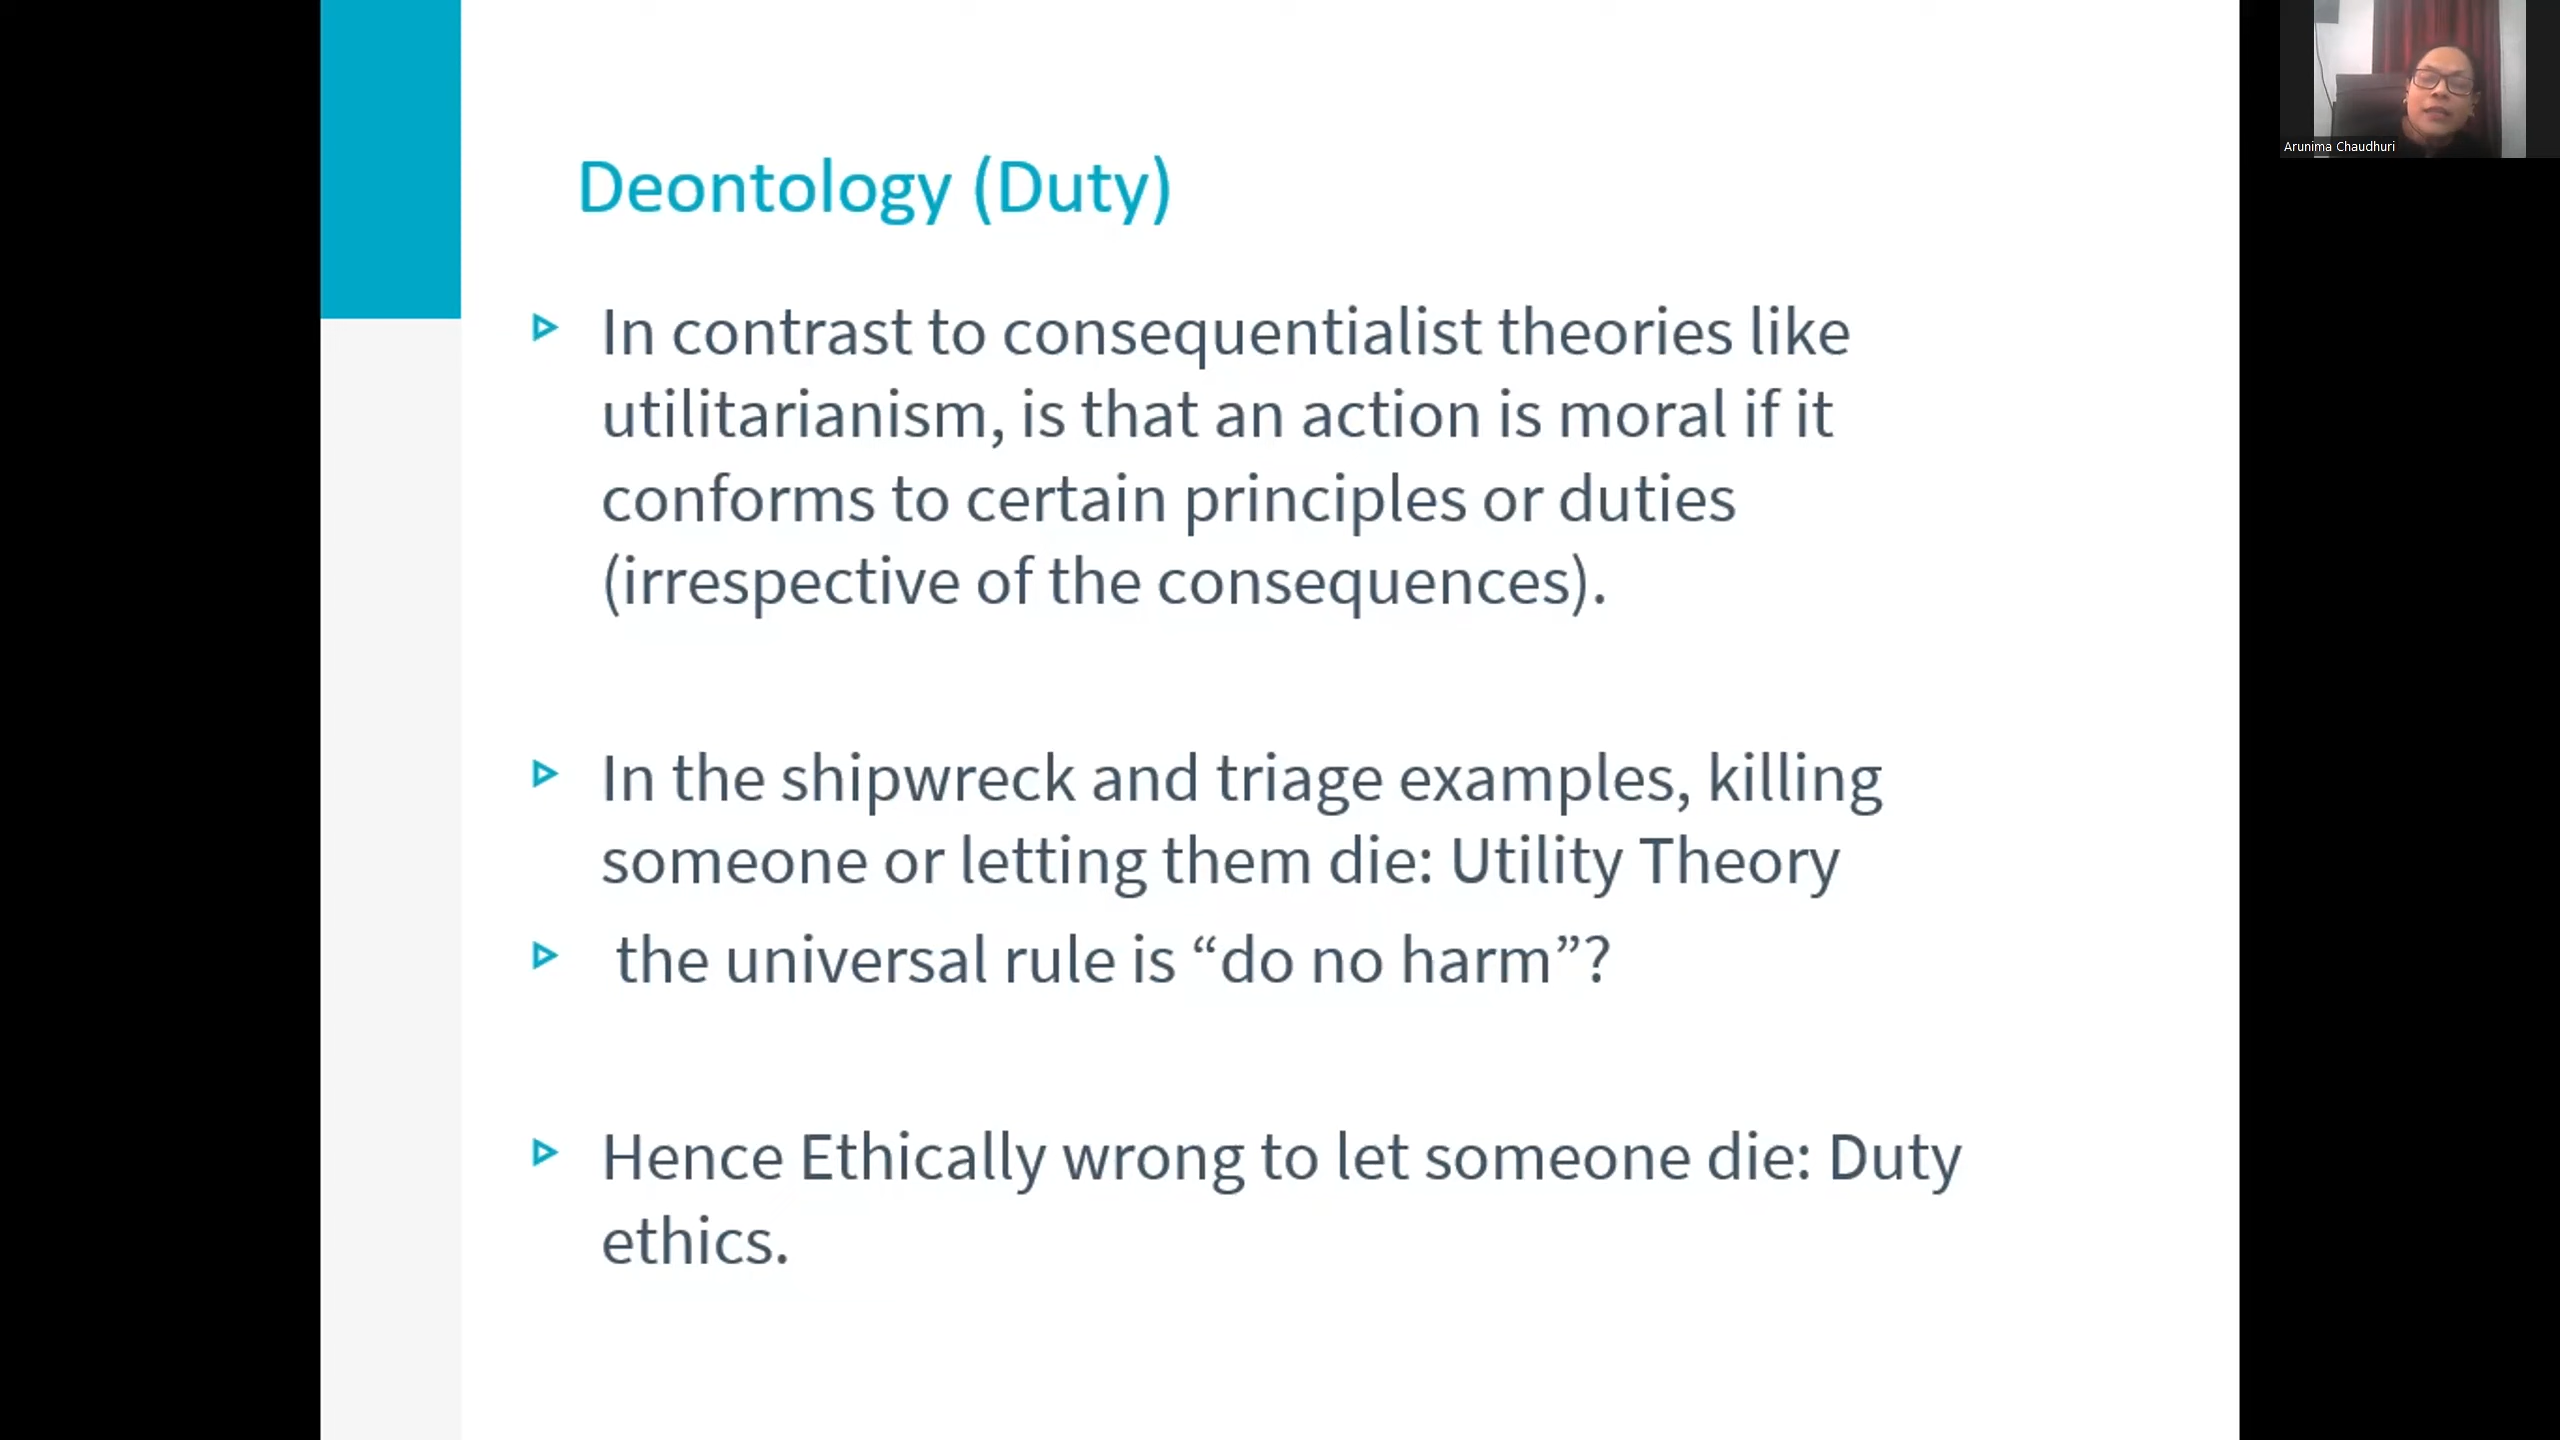 Deontology (Duty)
In contrast to consequentialist theories like
utilitarianism, is that an action is moral if it
conforms to certain principles or duties
(irrespective of the consequences).
In the shipwreck and triage examples, killing
someone or letting them die: Utility Theory
the universal rule is “do no harm”?
Hence Ethically wrong to let someone die: Duty
ethics.
Arunima Chaudhuri